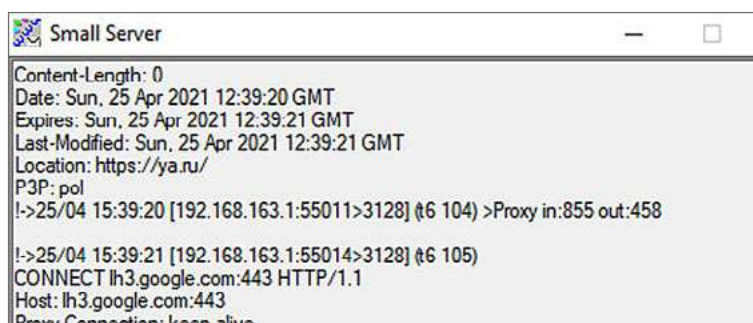 Small Server
Content-Length: 0
Date: Sun, 25 Apr 2021 12:39:20 GMT
Expires: Sun, 25 Apr 2021 12:39:21 GMT
Last-Modified: Sun, 25 Apr 2021 12:39:21 GMT
Location: https://ya.ru/
P3P: pol
!->25/04 15:39:20 [192.168.163.1:55011>3128] (t6 104) >Proxy in:855 out:458
!->25/04 15:39:21 [192.168.163.1:55014>3128] (t6 105)
CONNECT lh3.google.com:443 HTTP/1.1
Host: lh3.google.com:443
Proxy-Connection: keep-alive